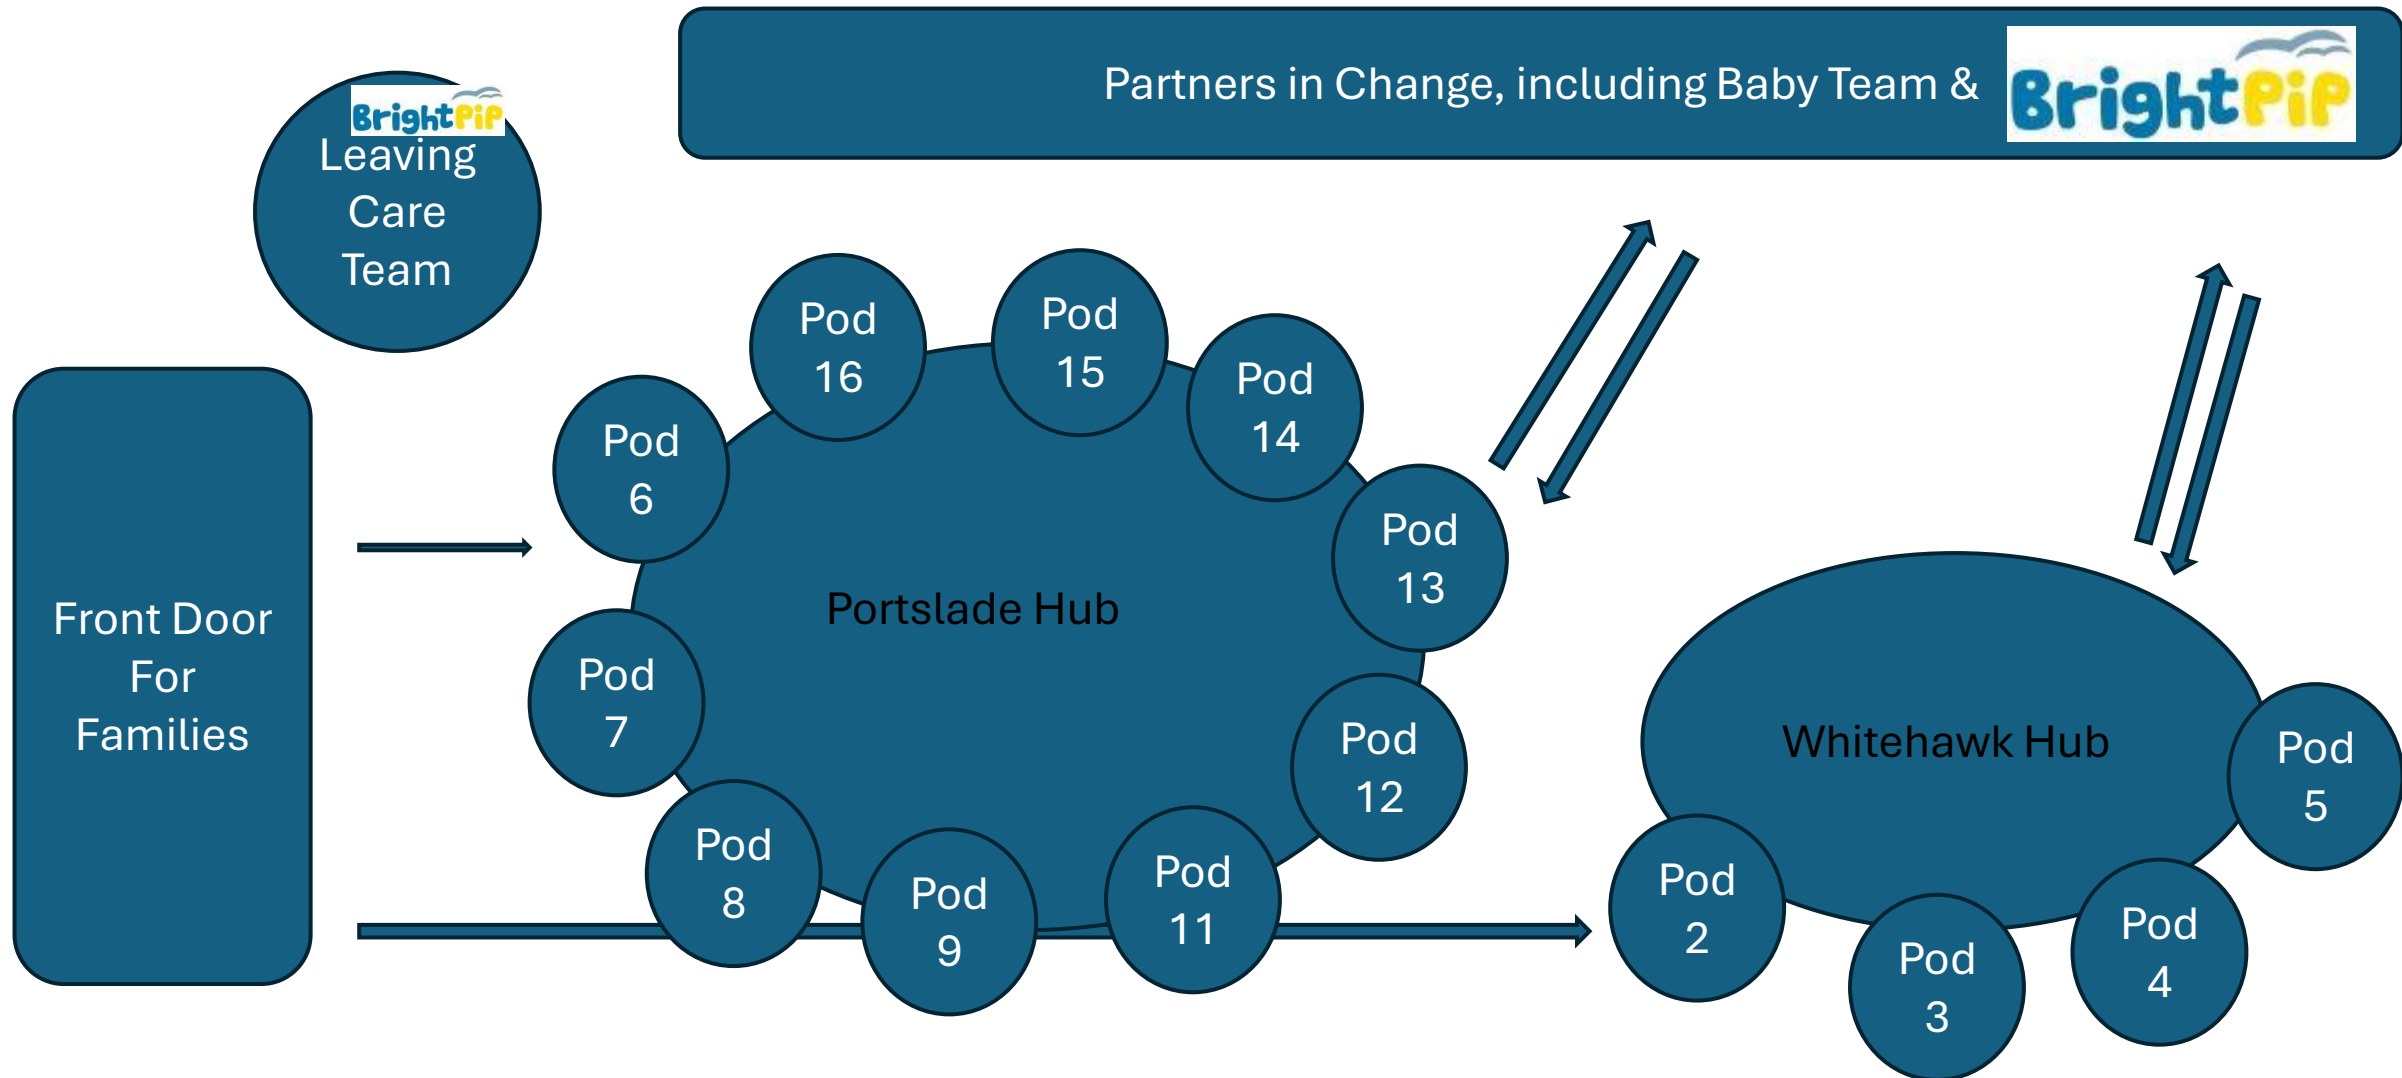 Partners in Change, including Baby Team &
BrightPiP
BrightPiP
Leaving
Care
Team
Front Door
For
Families
Portslade Hub
Pod
6
Pod
16
Pod
15
Pod
14
Pod
13
Pod
12
Pod
11
Pod
9
Pod
8
Pod
7
Whitehawk Hub
Pod
2
Pod
3
Pod
4
Pod
5